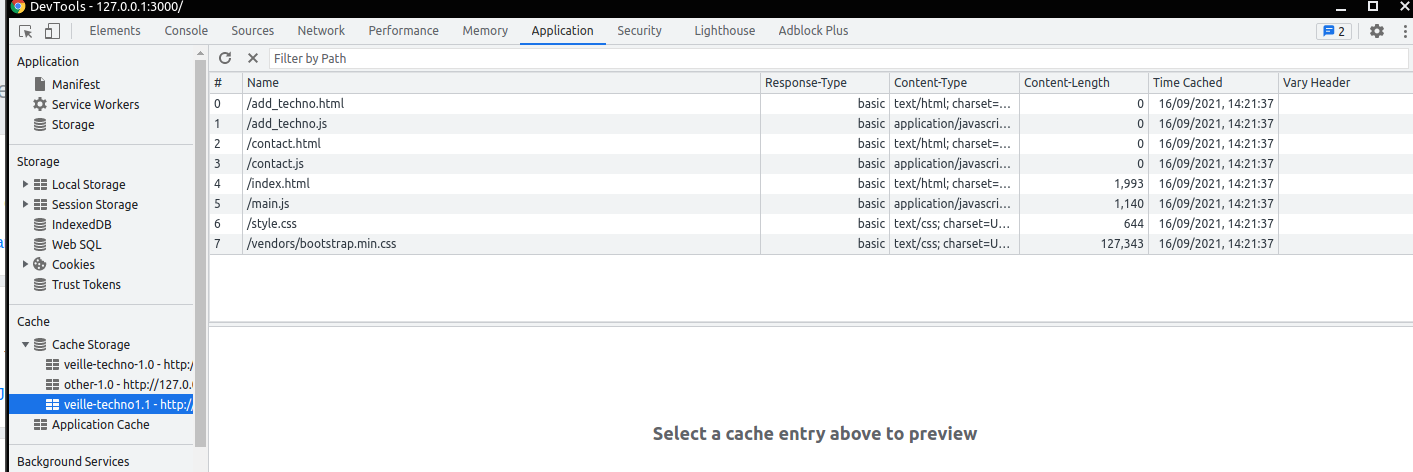 DevTools - 127.0.0.1:3000/
Elements Console Sources Network Performance Memory Application Security Lighthouse Adblock Plus 2
Application
Manifest
Service Workers
Storage
Storage
Local Storage
Session Storage
IndexedDB
Web SQL
Cookies
Trust Tokens
Cache
Cache Storage
veille-techno-1.0 - http:/
other-1.0 - http://127.0.
veille-techno1.1 - http:/
Application Cache
Background Services
Filter by Path
# Name Response-Type Content-Type Content-Length Time Cached Vary Header
0 /add_techno.html basic text/html; charset=... 0 16/09/2021, 14:21:37
1 /add_techno.js basic application/javascri... 0 16/09/2021, 14:21:37
2 /contact.html basic text/html; charset=... 0 16/09/2021, 14:21:37
3 /contact.js basic application/javascri... 0 16/09/2021, 14:21:37
4 /index.html basic text/html; charset=... 1,993 16/09/2021, 14:21:37
5 /main.js basic application/javascri... 1,140 16/09/2021, 14:21:37
6 /style.css basic text/css; charset=U... 644 16/09/2021, 14:21:37
7 /vendors/bootstrap.min.css basic text/css; charset=U... 127,343 16/09/2021, 14:21:37
Select a cache entry above to preview